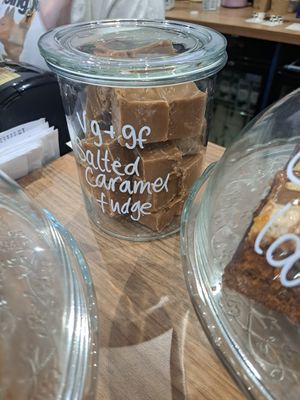 Vg + gf
Salted
Caramel
fudge